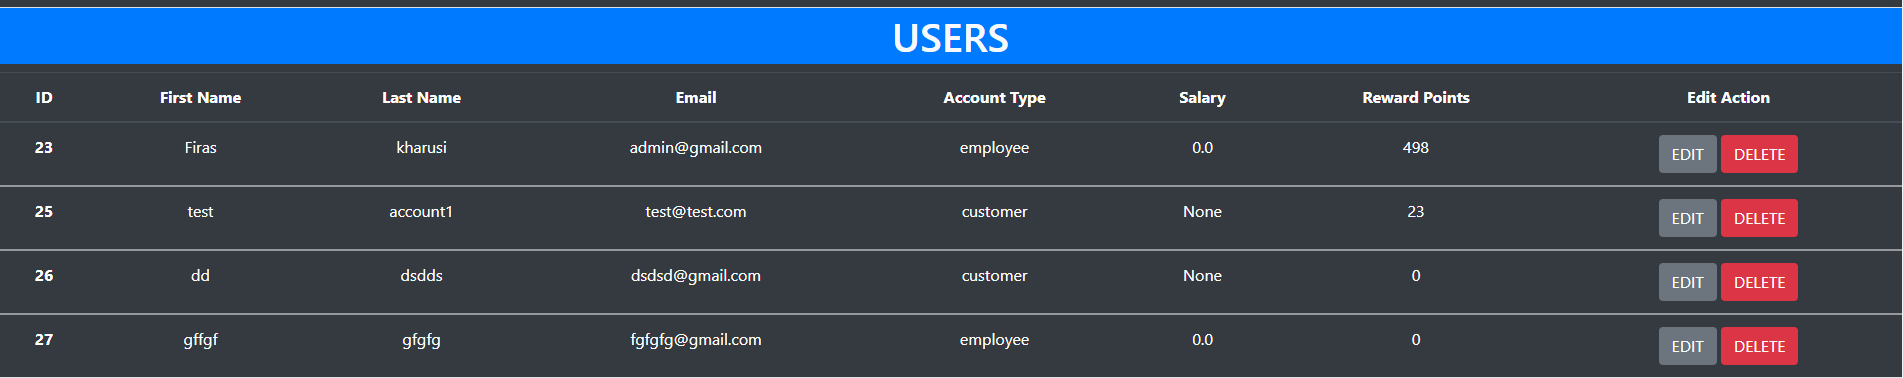 USERS
ID First Name Last Name Email Account Type Salary Reward Points Edit Action
23 Firas kharusi admin@gmail.com employee 0.0 498 EDIT DELETE
25 test account1 test@test.com customer None 23 EDIT DELETE
26 dd dsdds dsdsd@gmail.com customer None 0 EDIT DELETE
27 gffgf gfgfg fgfgfg@gmail.com employee 0.0 0 EDIT DELETE